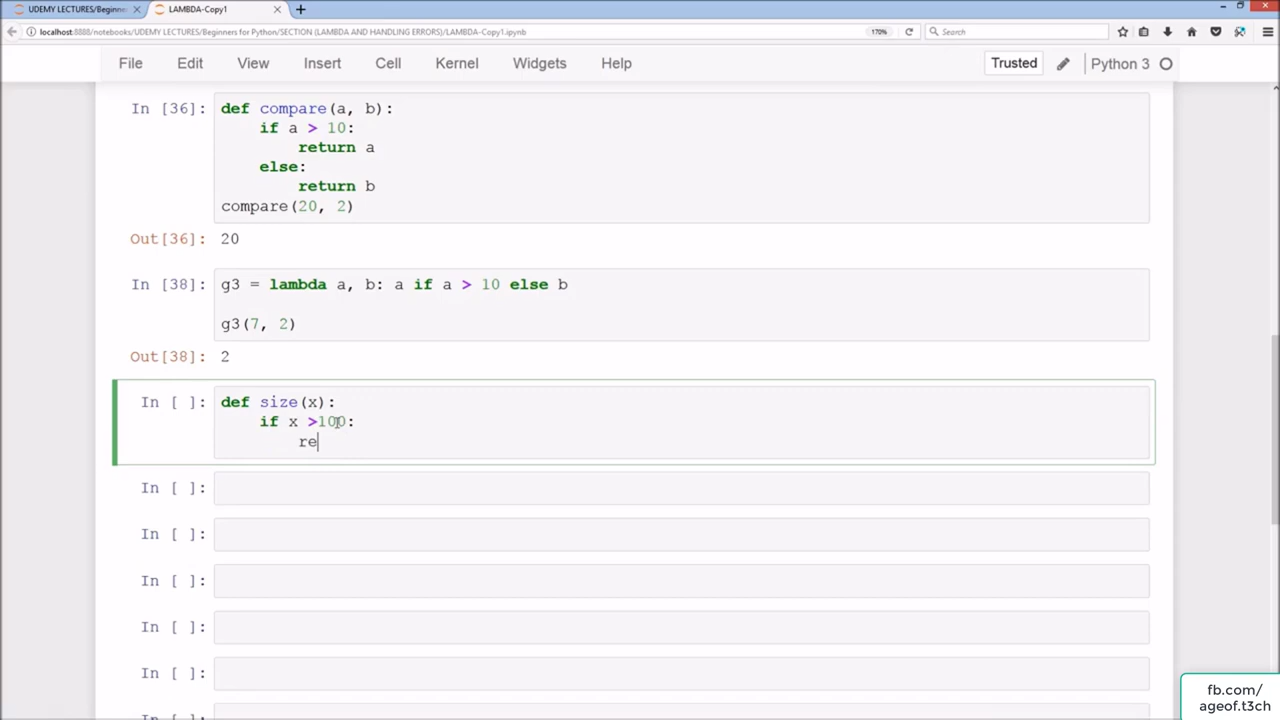 UDEMY LECTURES/Beginner
LAMBDA-Copy1
localhost:8888/notebooks/UDEMY LECTURES/Beginners for Python/SECTION (LAMBDA AND HANDLING ERRORS)/LAMBDA-Copy1.ipynb
170%
Search
File Edit View Insert Cell Kernel Widgets Help
Trusted
Python 3
In [36]: def compare(a, b):
if a > 10:
return a
else:
return b
compare(20, 2)
Out[36]: 20
In [38]: g3 = lambda a, b: a if a > 10 else b
g3(7, 2)
Out[38]: 2
In [ ]: def size(x):
if x >100:
re
In [ ]:
In [ ]:
In [ ]:
In [ ]:
In [ ]:
fb.com/
ageof.t3ch